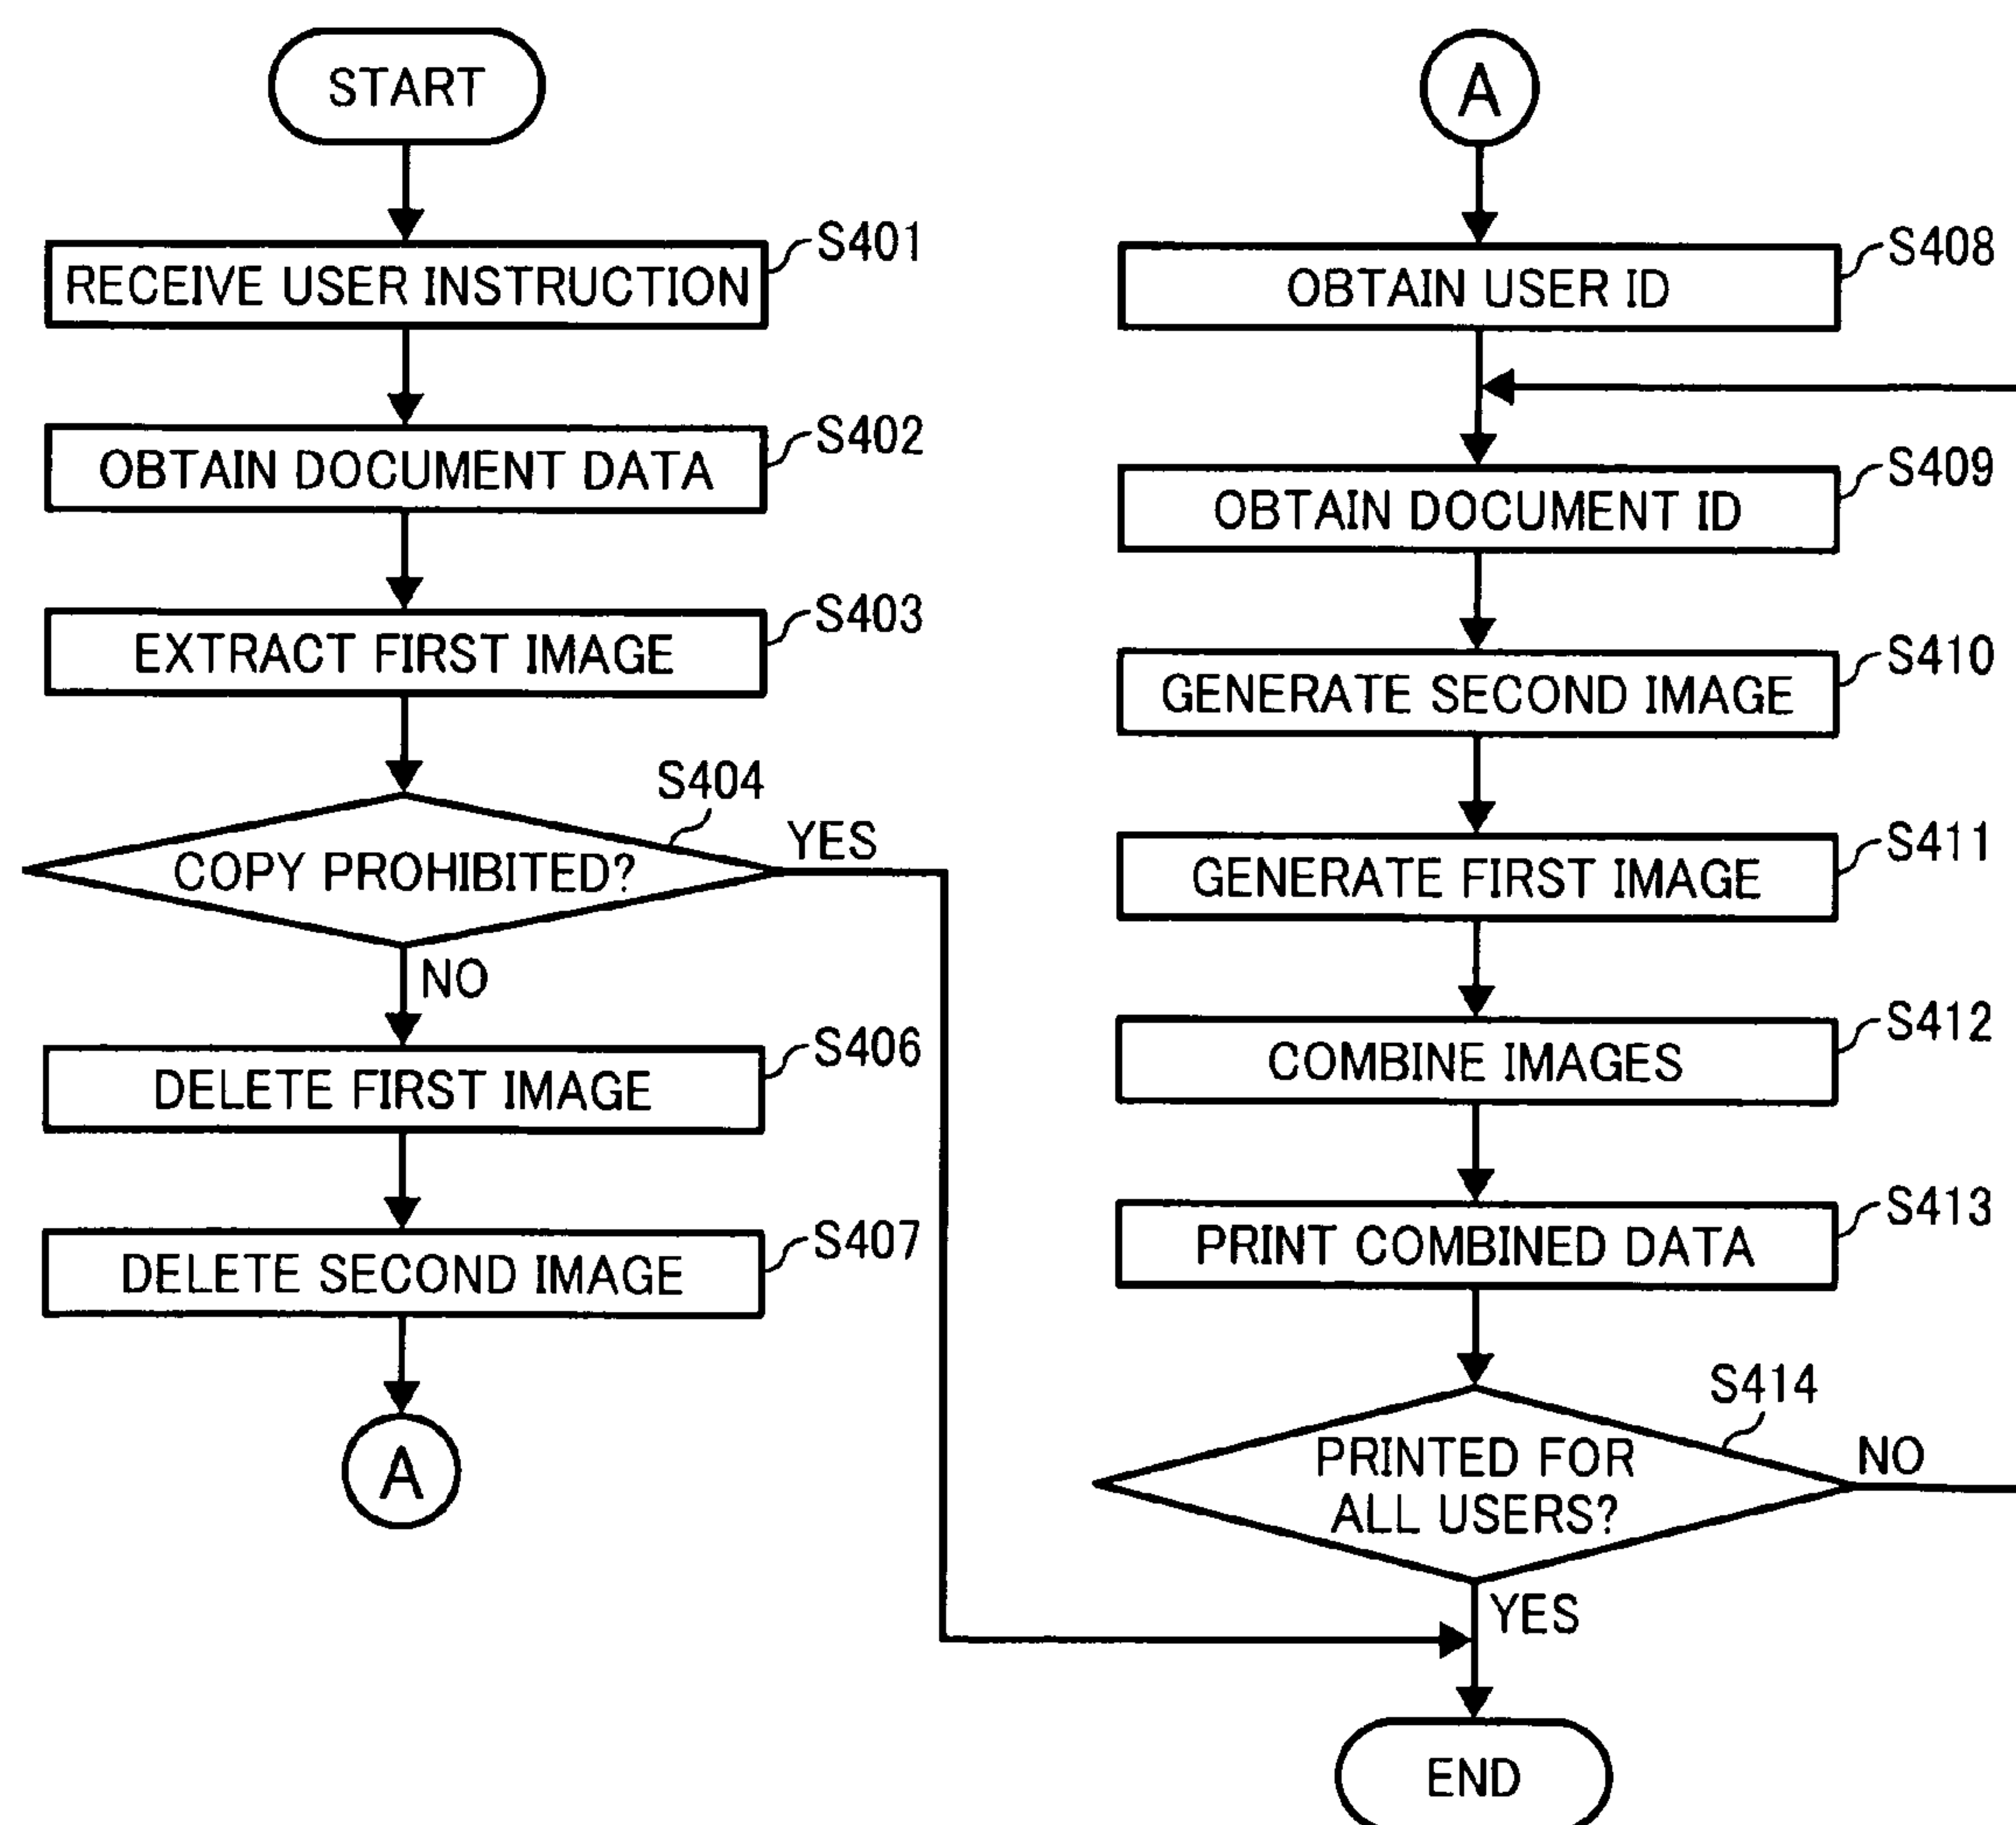 START
S401
RECEIVE USER INSTRUCTION
S402
OBTAIN DOCUMENT DATA
S403
EXTRACT FIRST IMAGE
S404
COPY PROHIBITED?
YES
NO
S406
DELETE FIRST IMAGE
S407
DELETE SECOND IMAGE
A
A
S408
OBTAIN USER ID
S409
OBTAIN DOCUMENT ID
S410
GENERATE SECOND IMAGE
S411
GENERATE FIRST IMAGE
S412
COMBINE IMAGES
S413
PRINT COMBINED DATA
S414
PRINTED FOR
ALL USERS?
NO
YES
END